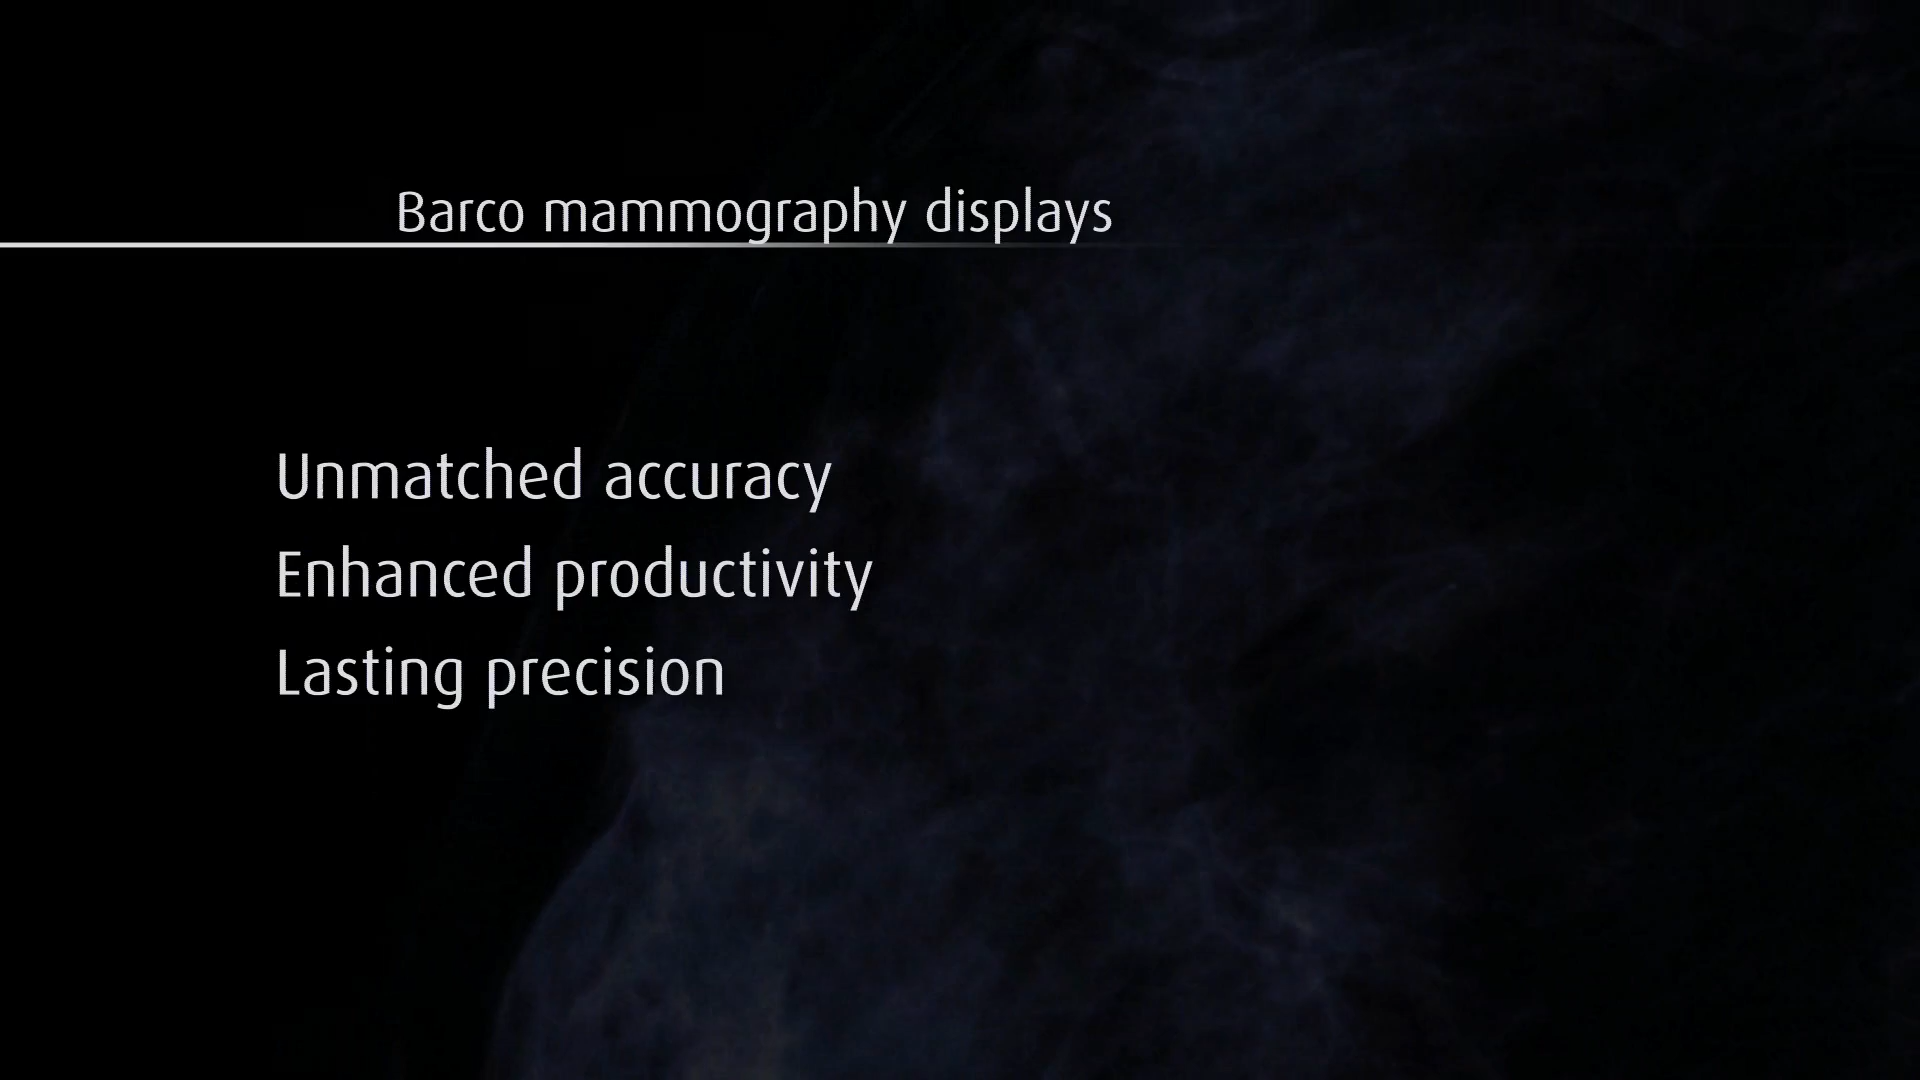 Barco mammography displays
Unmatched accuracy
Enhanced productivity
Lasting precision